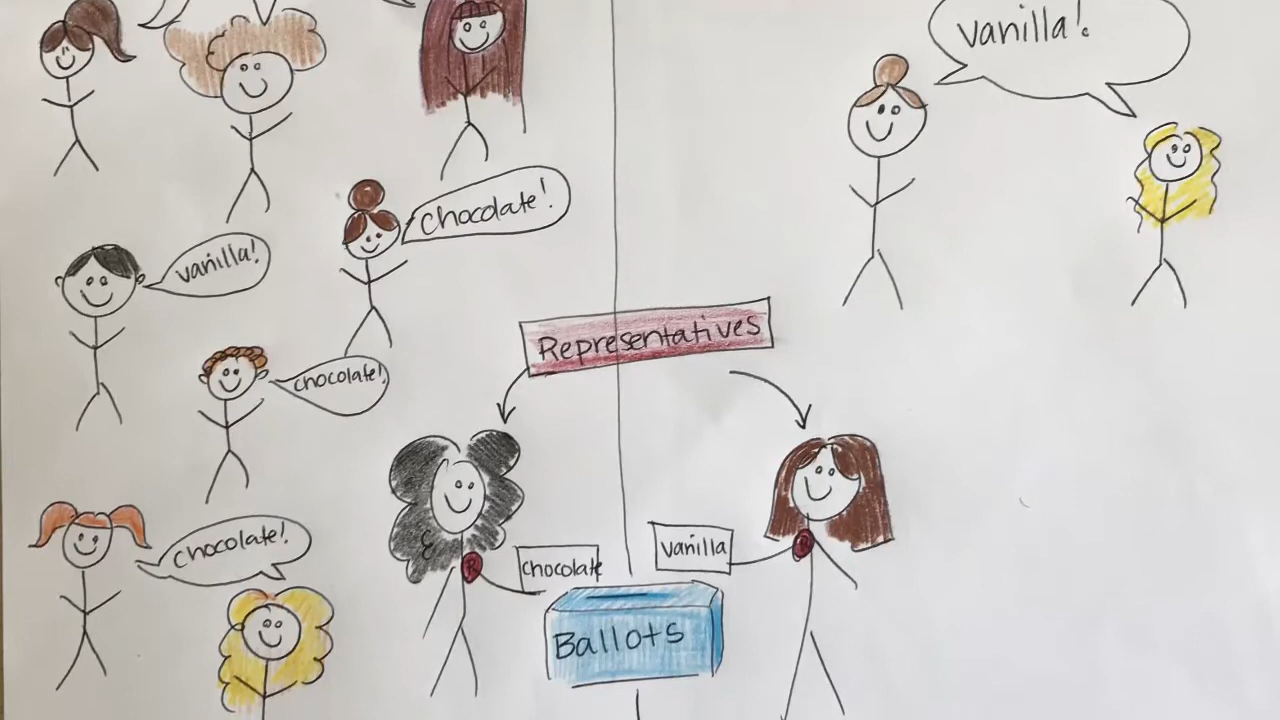 vanilla!
chocolate!
vanilla!
Representatives
chocolate!
chocolate!
chocolate
vanilla
Ballots
R
R